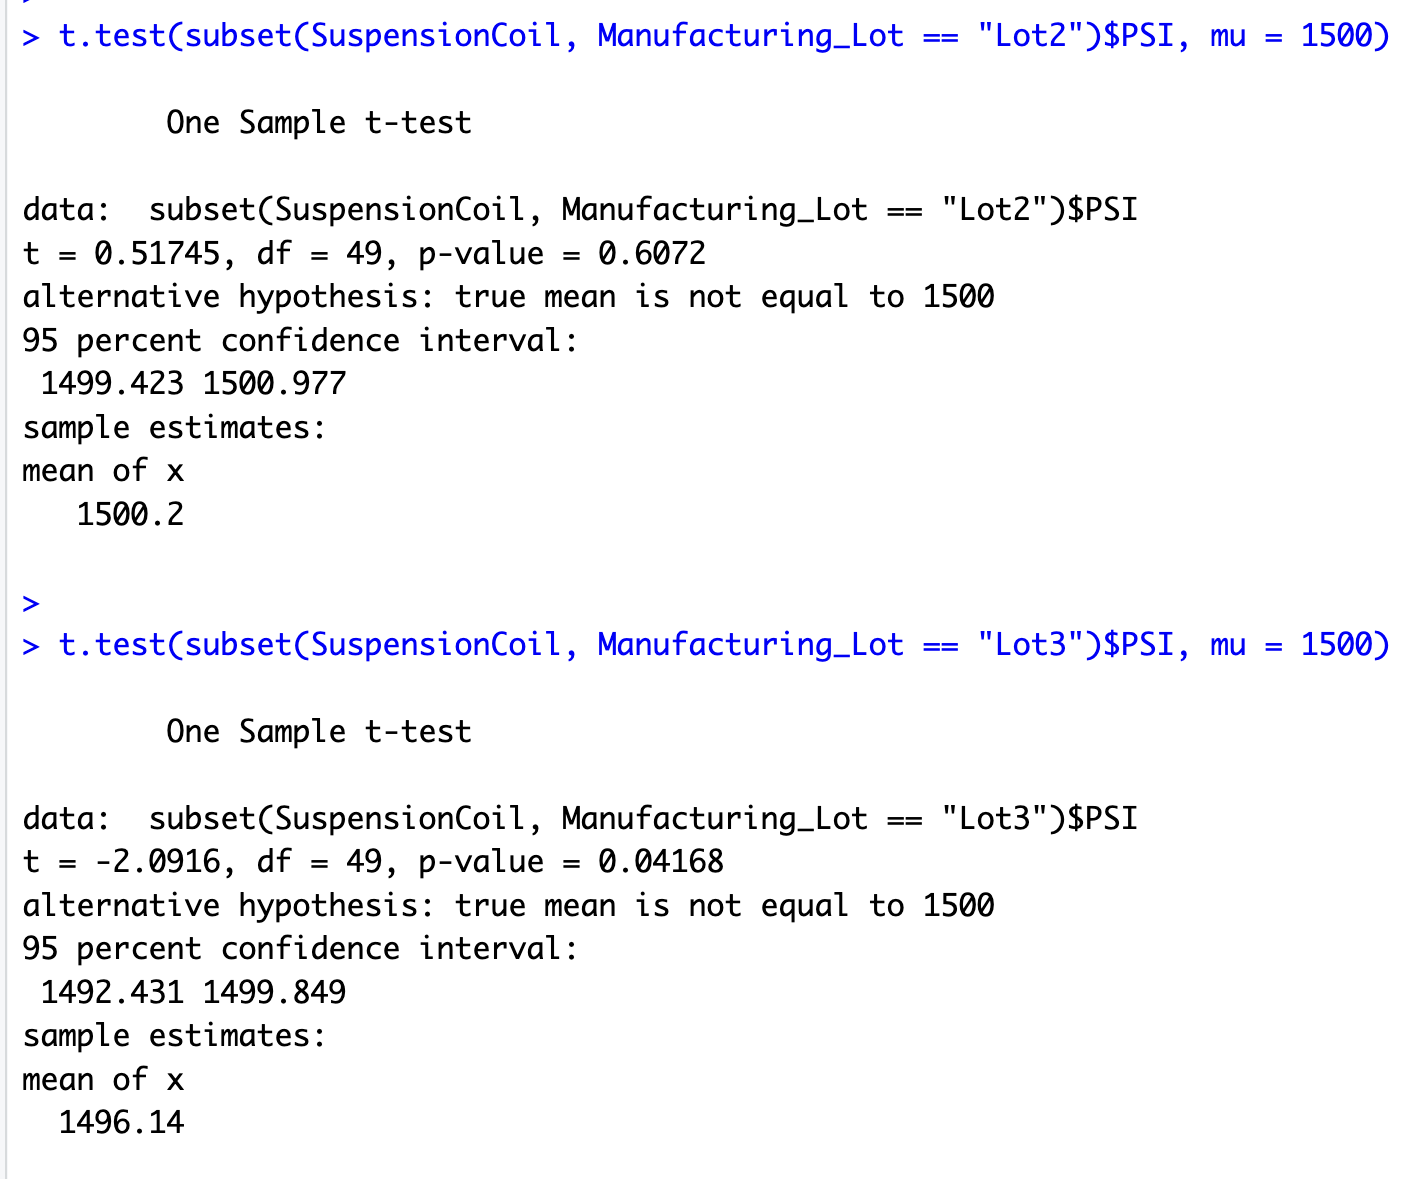 > t.test(subset(SuspensionCoil, Manufacturing_Lot == "Lot2")$PSI, mu = 1500)
One Sample t-test
data:  subset(SuspensionCoil, Manufacturing_Lot == "Lot2")$PSI
t = 0.51745, df = 49, p-value = 0.6072
alternative hypothesis: true mean is not equal to 1500
95 percent confidence interval:
 1499.423 1500.977
sample estimates:
mean of x
   1500.2
>
> t.test(subset(SuspensionCoil, Manufacturing_Lot == "Lot3")$PSI, mu = 1500)
One Sample t-test
data:  subset(SuspensionCoil, Manufacturing_Lot == "Lot3")$PSI
t = -2.0916, df = 49, p-value = 0.04168
alternative hypothesis: true mean is not equal to 1500
95 percent confidence interval:
 1492.431 1499.849
sample estimates:
mean of x
  1496.14